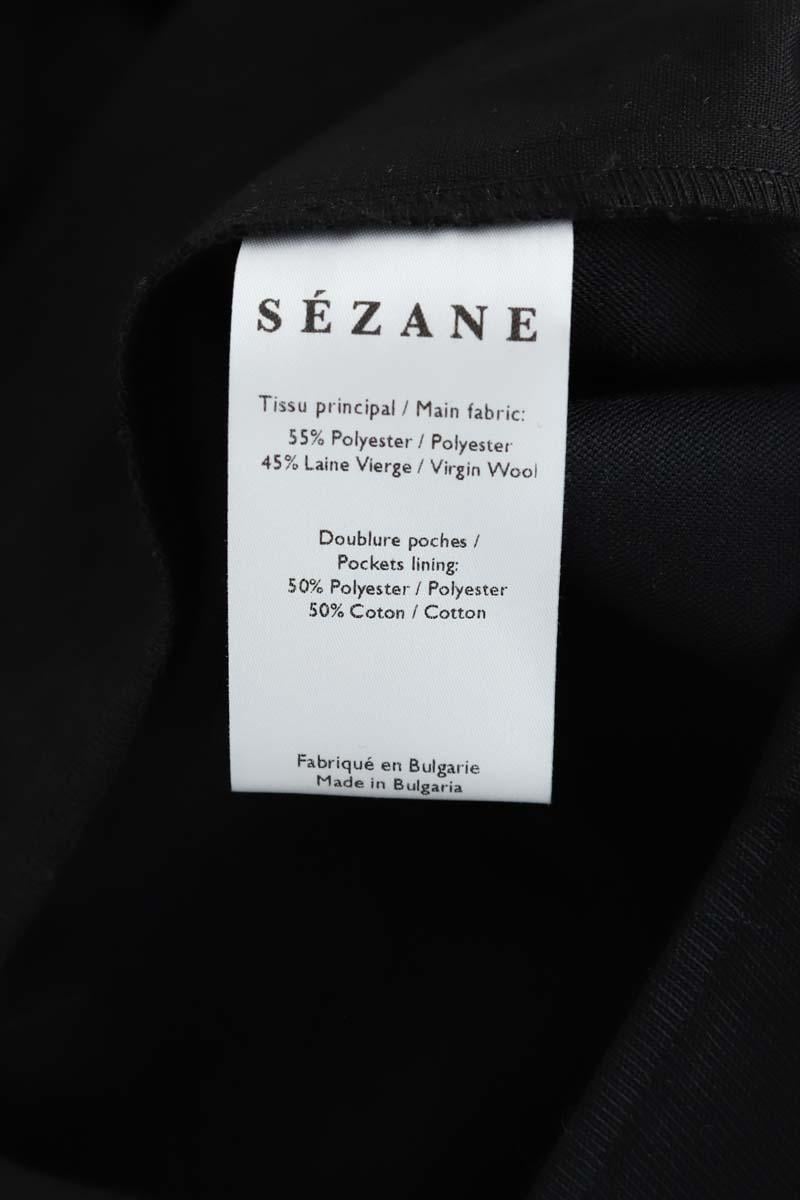 SÉZANE
Tissu principal / Main fabric:
55% Polyester / Polyester
45% Laine Vierge / Virgin Wool
Doublure poches /
Pockets lining:
50% Polyester / Polyester
50% Coton / Cotton
Fabriqué en Bulgarie
Made in Bulgaria